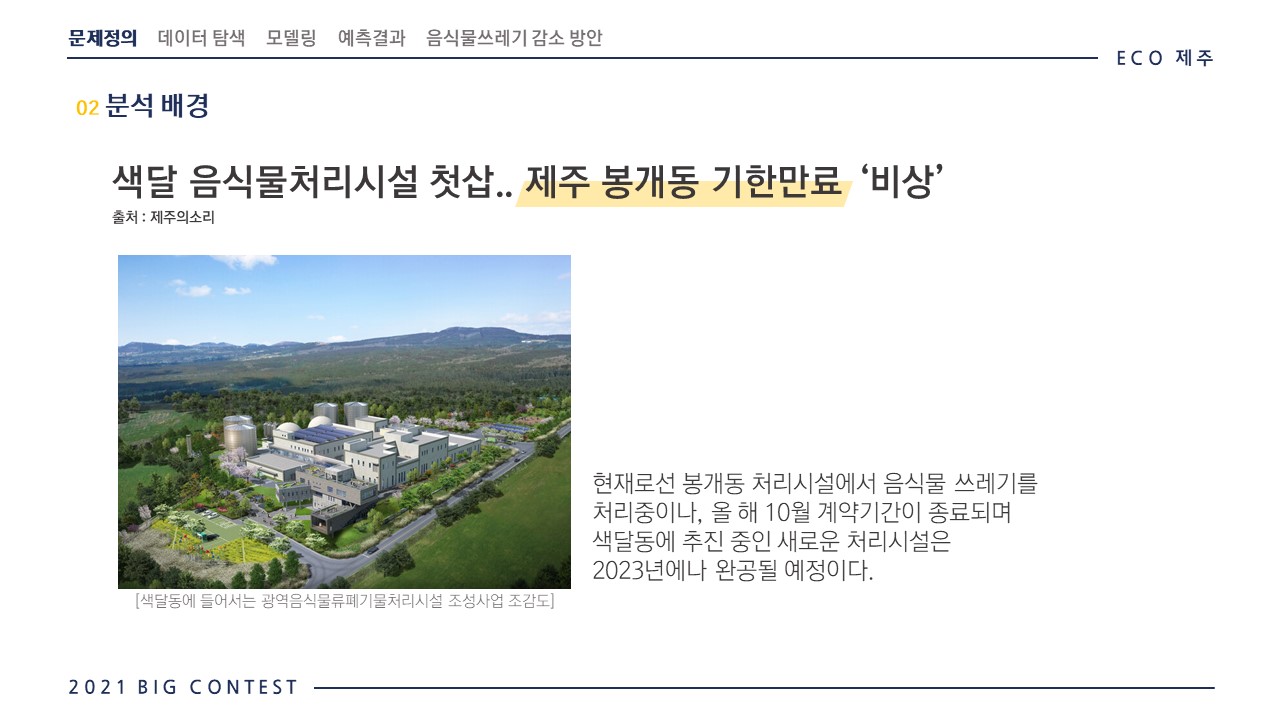 문제정의 데이터 탐색 모델링 예측결과 음식물쓰레기 감소 방안
ECO 제주
02 분석 배경
색달 음식물처리시설 첫삽.. 제주 봉개동 기한만료 ‘비상’
출처 : 제주의소리
현재로선 봉개동 처리시설에서 음식물 쓰레기를
처리중이나, 올 해 10월 계약기간이 종료되며
색달동에 추진 중인 새로운 처리시설은
2023년에나 완공될 예정이다.
[색달동에 들어서는 광역음식물류폐기물처리시설 조성사업 조감도]
2021 BIG CONTEST